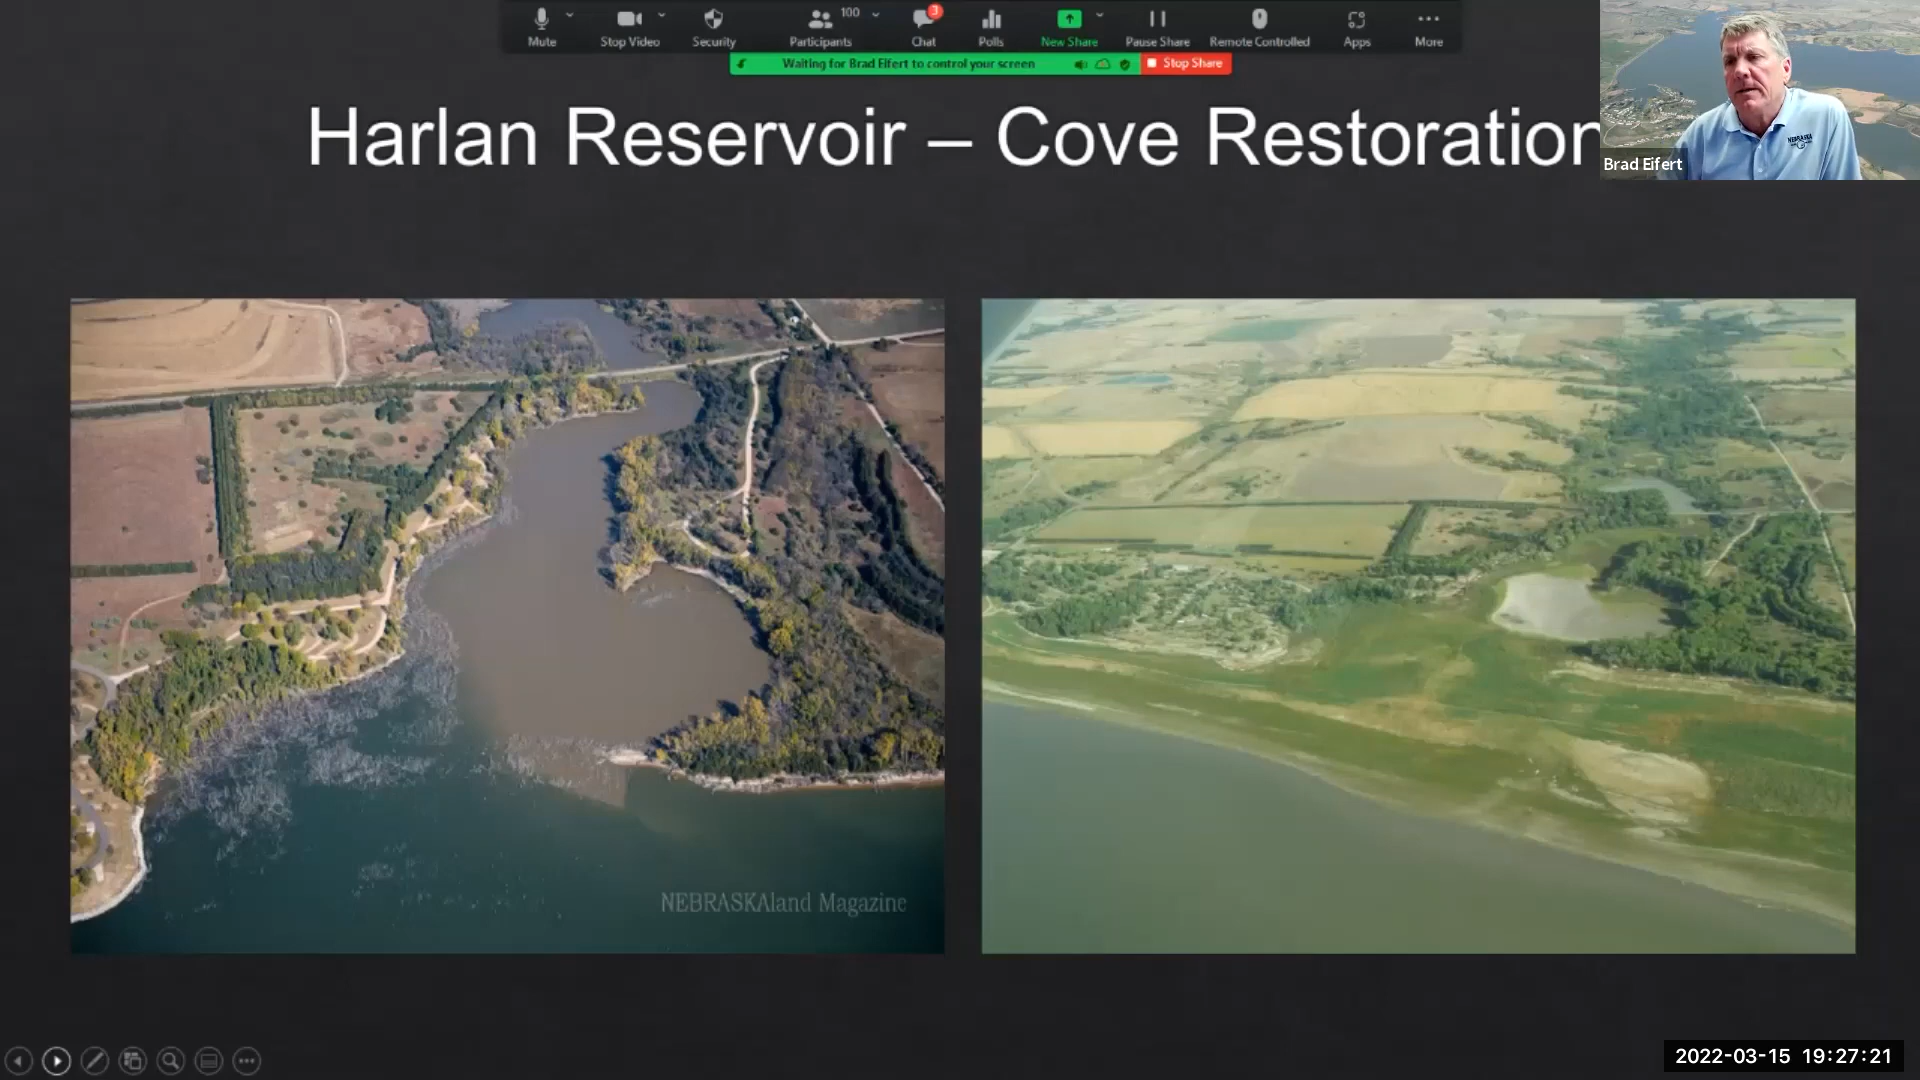 100
3
Mute
Stop Video
Security
Participants
Chat
Polls
New Share
Pause Share
Remote Controlled
Apps
More
Waiting for Brad Eifert to control your screen
Stop Share
Harlan Reservoir – Cove Restoration
NEBRASKA
Brad Eifert
NEBRASKAland Magazine
2022-03-15 19:27:21